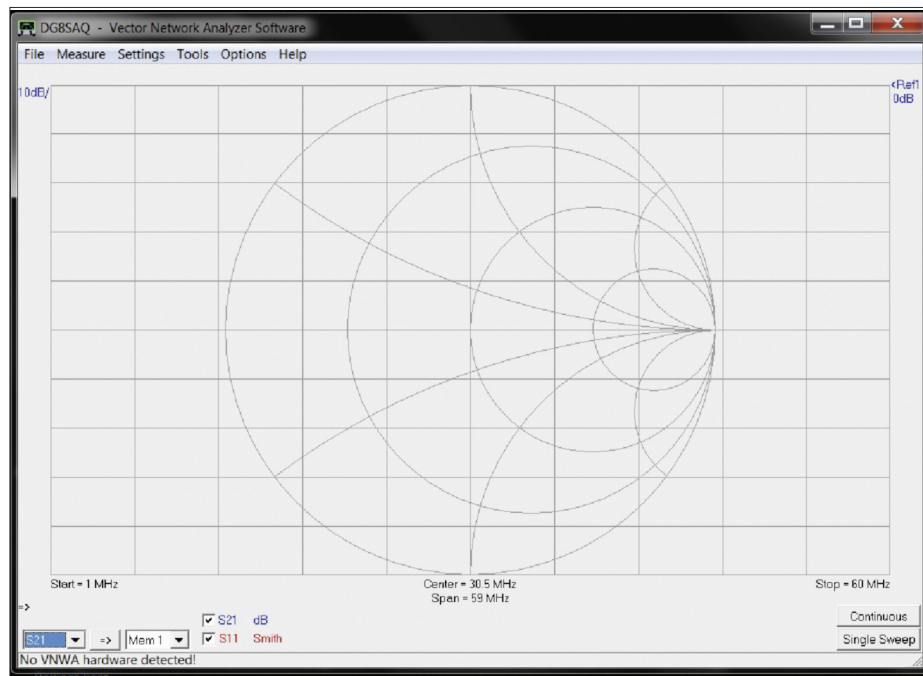 DG8SAQ - Vector Network Analyzer Software
File Measure Settings Tools Options Help
10dB/
<Ref1
0dB
Start = 1 MHz
Center = 30.5 MHz
Stop = 60 MHz
Span = 59 MHz
=>
S21 dB
Continuous
S21 => Mem 1
S11 Smith
Single Sweep
No VNWA hardware detected!